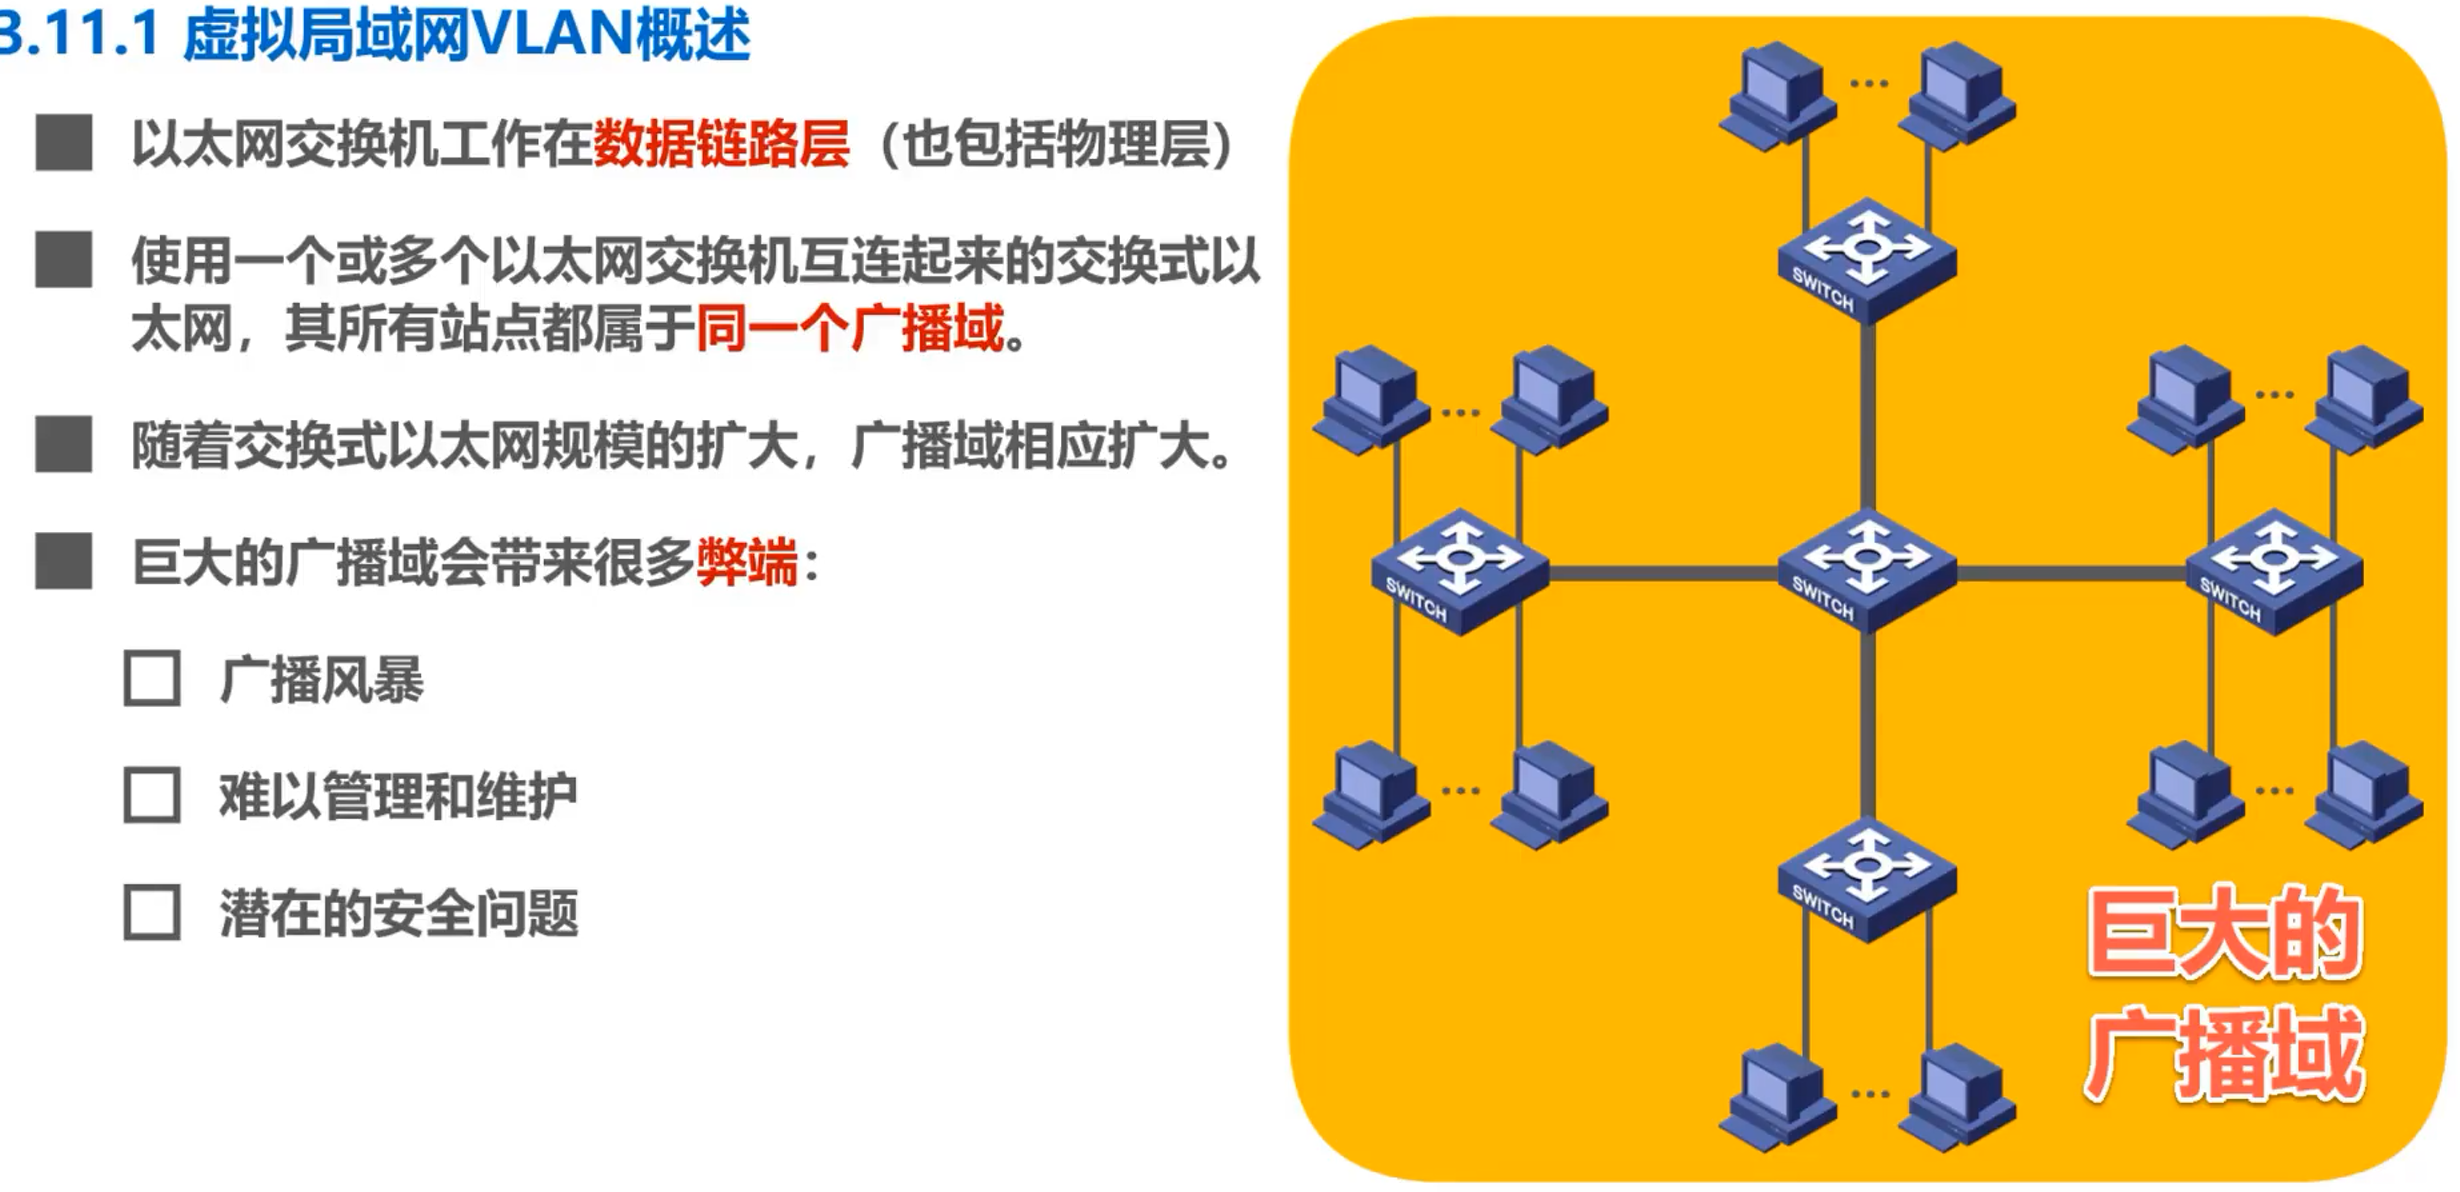 3.11.1 虚拟局域网VLAN概述
以太网交换机工作在数据链路层（也包括物理层）
使用一个或多个以太网交换机互连起来的交换式以
太网，其所有站点都属于同一个广播域。
随着交换式以太网规模的扩大，广播域相应扩大。
巨大的广播域会带来很多弊端：
广播风暴
难以管理和维护
潜在的安全问题
SWITCH
SWITCH
SWITCH
SWITCH
SWITCH
巨大的
广播域